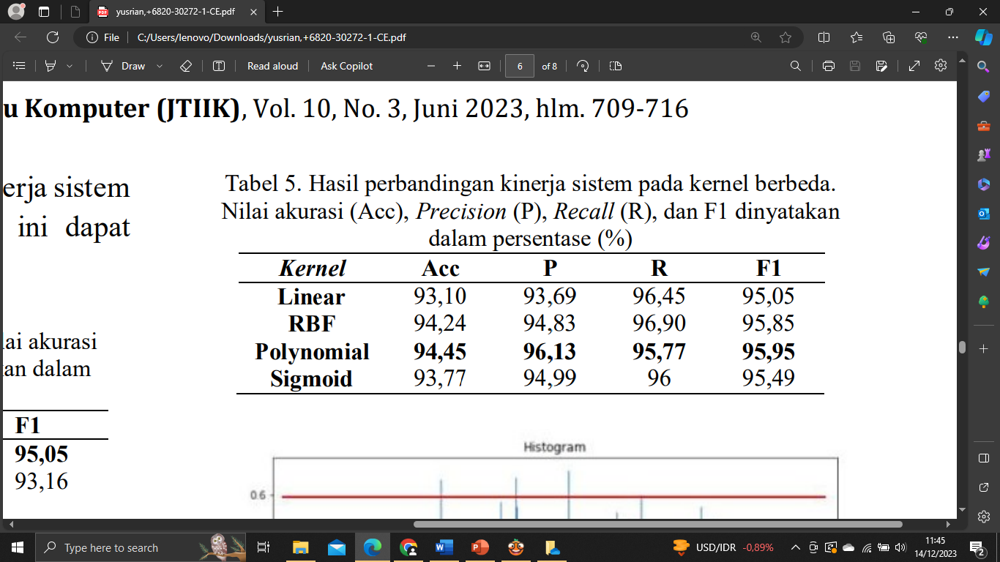 yusrian,+6820-30272-1-CE.pdf
File
C:/Users/lenovo/Downloads/yusrian,+6820-30272-1-CE.pdf
Draw
Read aloud
Ask Copilot
6
of 8
u Komputer (JTIIK), Vol. 10, No. 3, Juni 2023, hlm. 709-716
erja sistem
ini dapat
lai akurasi
kan dalam
F1
95,05
93,16
Tabel 5. Hasil perbandingan kinerja sistem pada kernel berbeda.
Nilai akurasi (Acc), Precision (P), Recall (R), dan F1 dinyatakan
dalam persentase (%)
Kernel Acc P R F1
Linear 93,10 93,69 96,45 95,05
RBF 94,24 94,83 96,90 95,85
Polynomial 94,45 96,13 95,77 95,95
Sigmoid 93,77 94,99 96 95,49
Histogram
0.6
Type here to search
USD/IDR -0,89%
11:45
14/12/2023
2